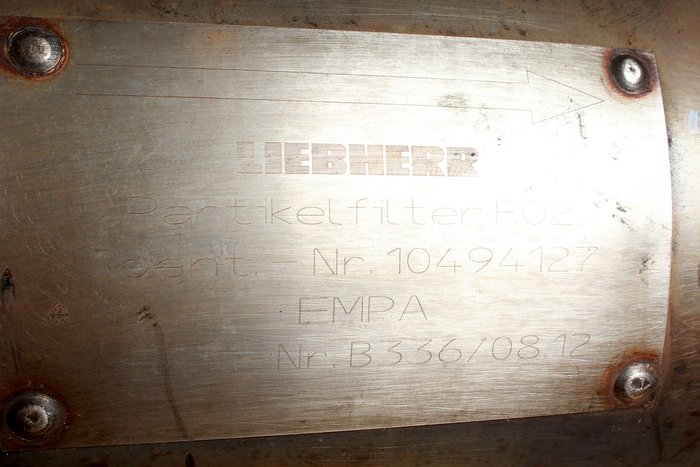 LIEBHERR
Partikelfilter R02
Ident.-Nr. 10494127
EMPA
Nr. B336/08.12